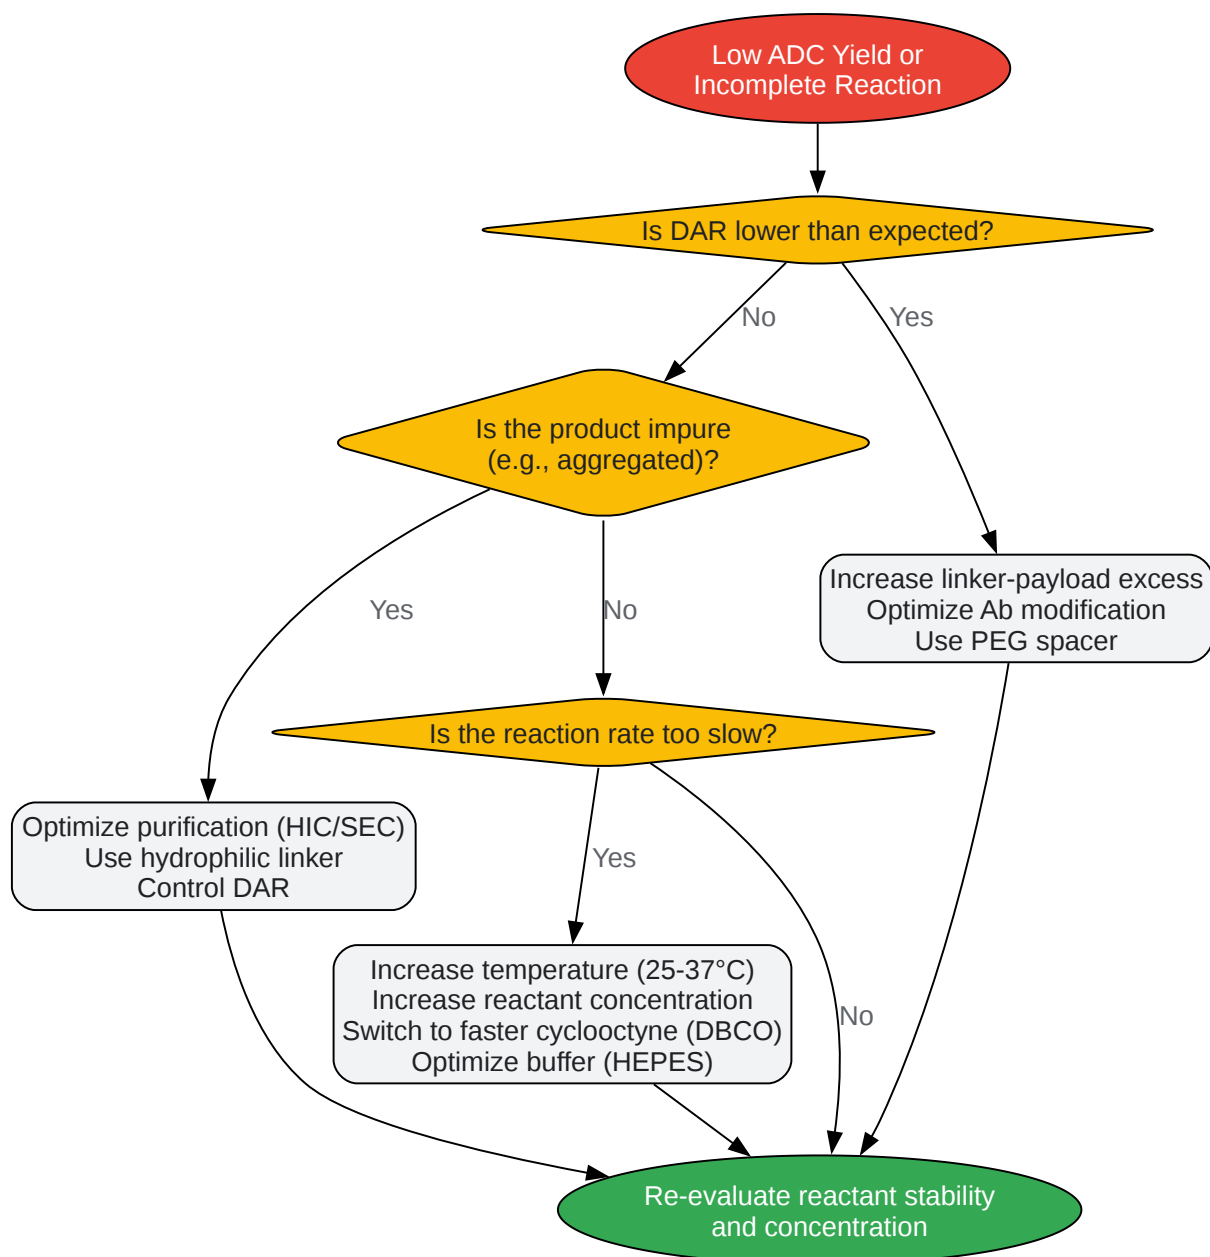 Low ADC Yield or
Incomplete Reaction
Is DAR lower than expected?
No
Yes
Is the product impure
(e.g., aggregated)?
Increase linker-payload excess
Optimize Ab modification
Use PEG spacer
Yes
No
Is the reaction rate too slow?
Optimize purification (HIC/SEC)
Use hydrophilic linker
Control DAR
Yes
Increase temperature (25-37°C)
Increase reactant concentration
Switch to faster cyclooctyne (DBCO)
Optimize buffer (HEPES)
No
Re-evaluate reactant stability
and concentration